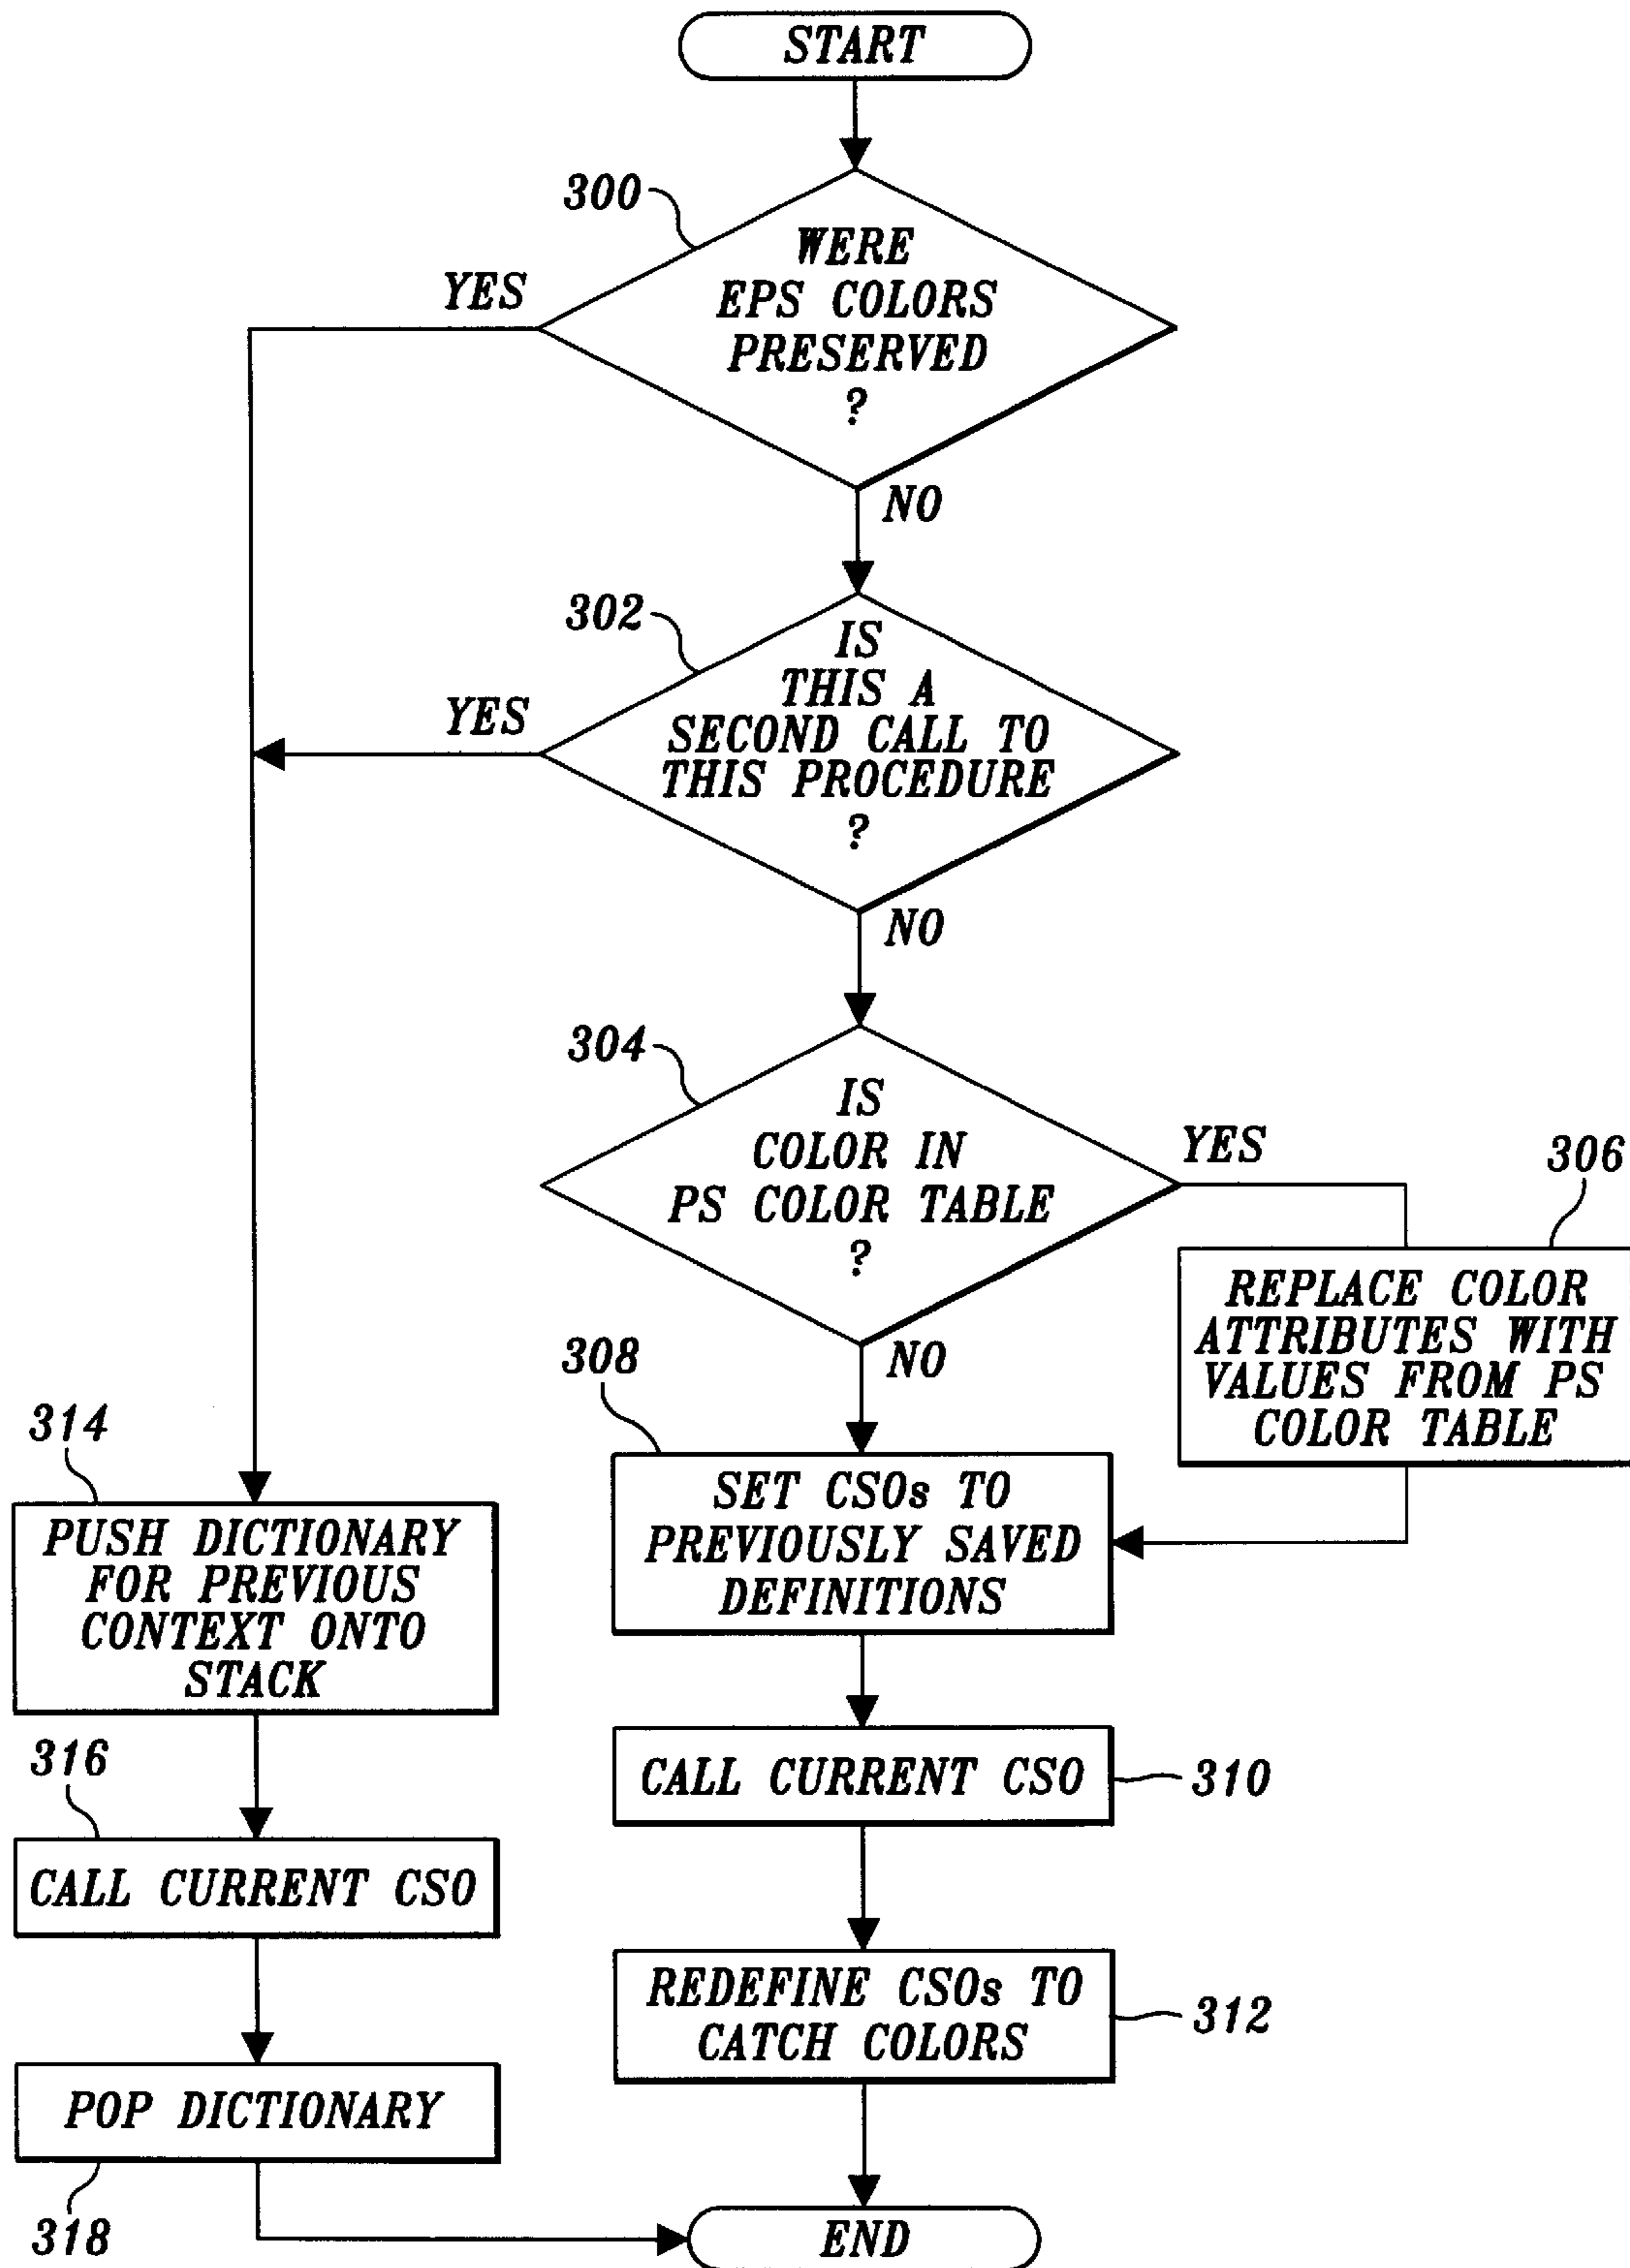 START
300
WERE
EPS COLORS
PRESERVED
?
YES
NO
302
IS
THIS A
SECOND CALL TO
THIS PROCEDURE
?
YES
NO
304
IS
COLOR IN
PS COLOR TABLE
?
YES
306
REPLACE COLOR
ATTRIBUTES WITH
VALUES FROM PS
COLOR TABLE
NO
308
SET CSOs TO
PREVIOUSLY SAVED
DEFINITIONS
314
PUSH DICTIONARY
FOR PREVIOUS
CONTEXT ONTO
STACK
316
CALL CURRENT CSO
310
CALL CURRENT CSO
REDEFINE CSOs TO
CATCH COLORS
312
POP DICTIONARY
318
END